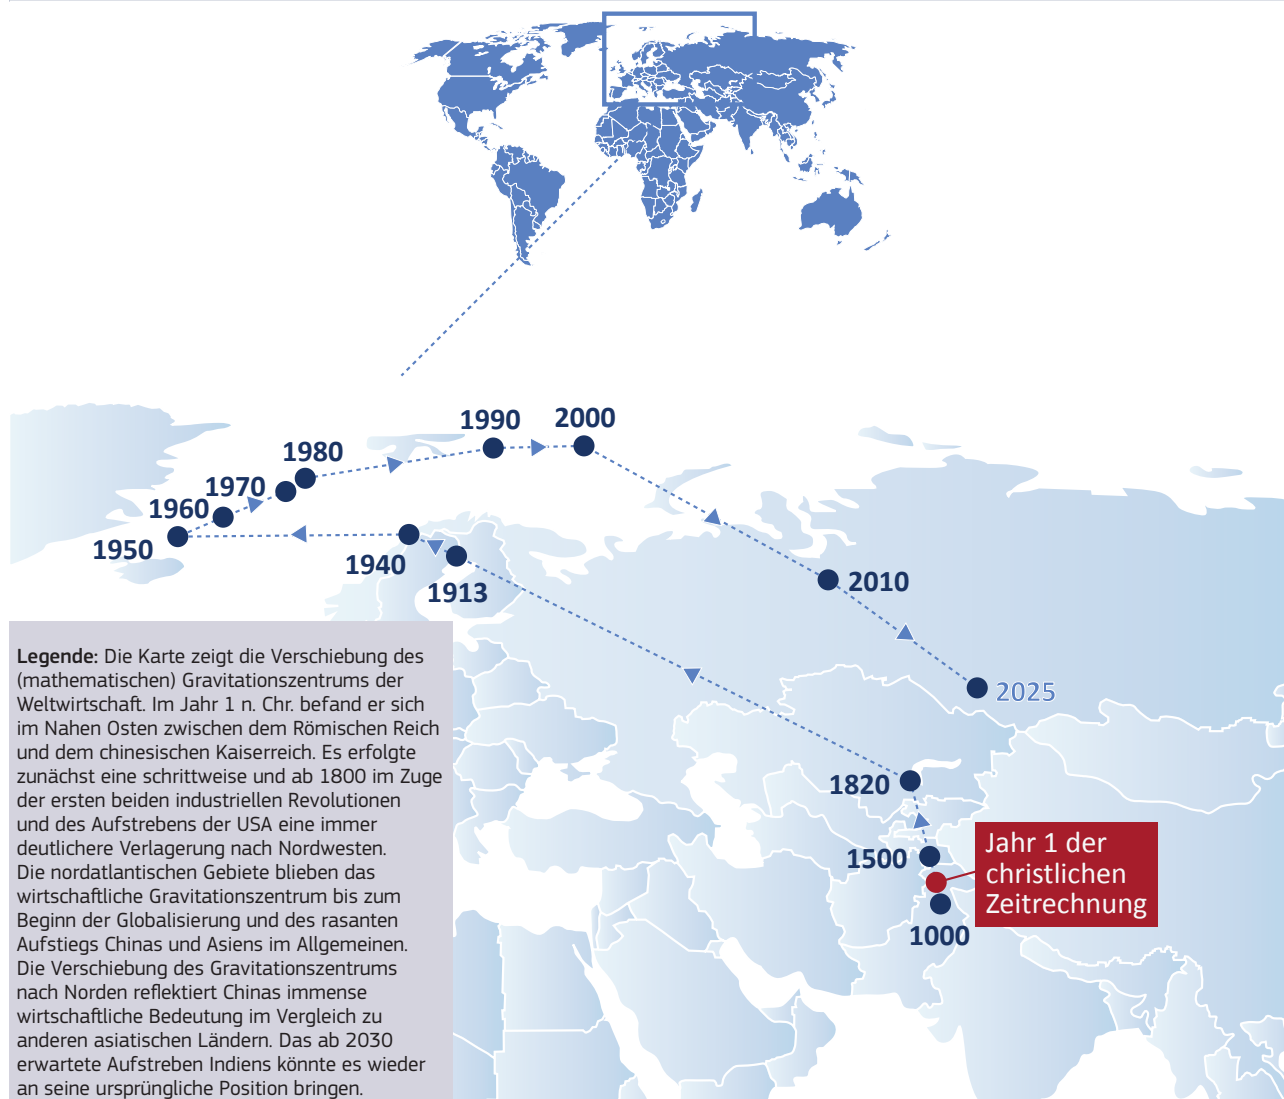 1990
2000
1980
1970
1960
1950
1940
1913
2010
2025
1820
1500
Jahr 1 der
christlichen
Zeitrechnung
1000
Legende: Die Karte zeigt die Verschiebung des
(mathematischen) Gravitationszentrums der
Weltwirtschaft. Im Jahr 1 n. Chr. befand er sich
im Nahen Osten zwischen dem Römischen Reich
und dem chinesischen Kaiserreich. Es erfolgte
zunächst eine schrittweise und ab 1800 im Zuge
der ersten beiden industriellen Revolutionen
und des Aufstrebens der USA eine immer
deutlichere Verlagerung nach Nordwesten.
Die nordatlantischen Gebiete blieben das
wirtschaftliche Gravitationszentrum bis zum
Beginn der Globalisierung und des rasanten
Aufstiegs Chinas und Asiens im Allgemeinen.
Die Verschiebung des Gravitationszentrums
nach Norden reflektiert Chinas immense
wirtschaftliche Bedeutung im Vergleich zu
anderen asiatischen Ländern. Das ab 2030
erwartete Aufstreben Indiens könnte es wieder
an seine ursprüngliche Position bringen.